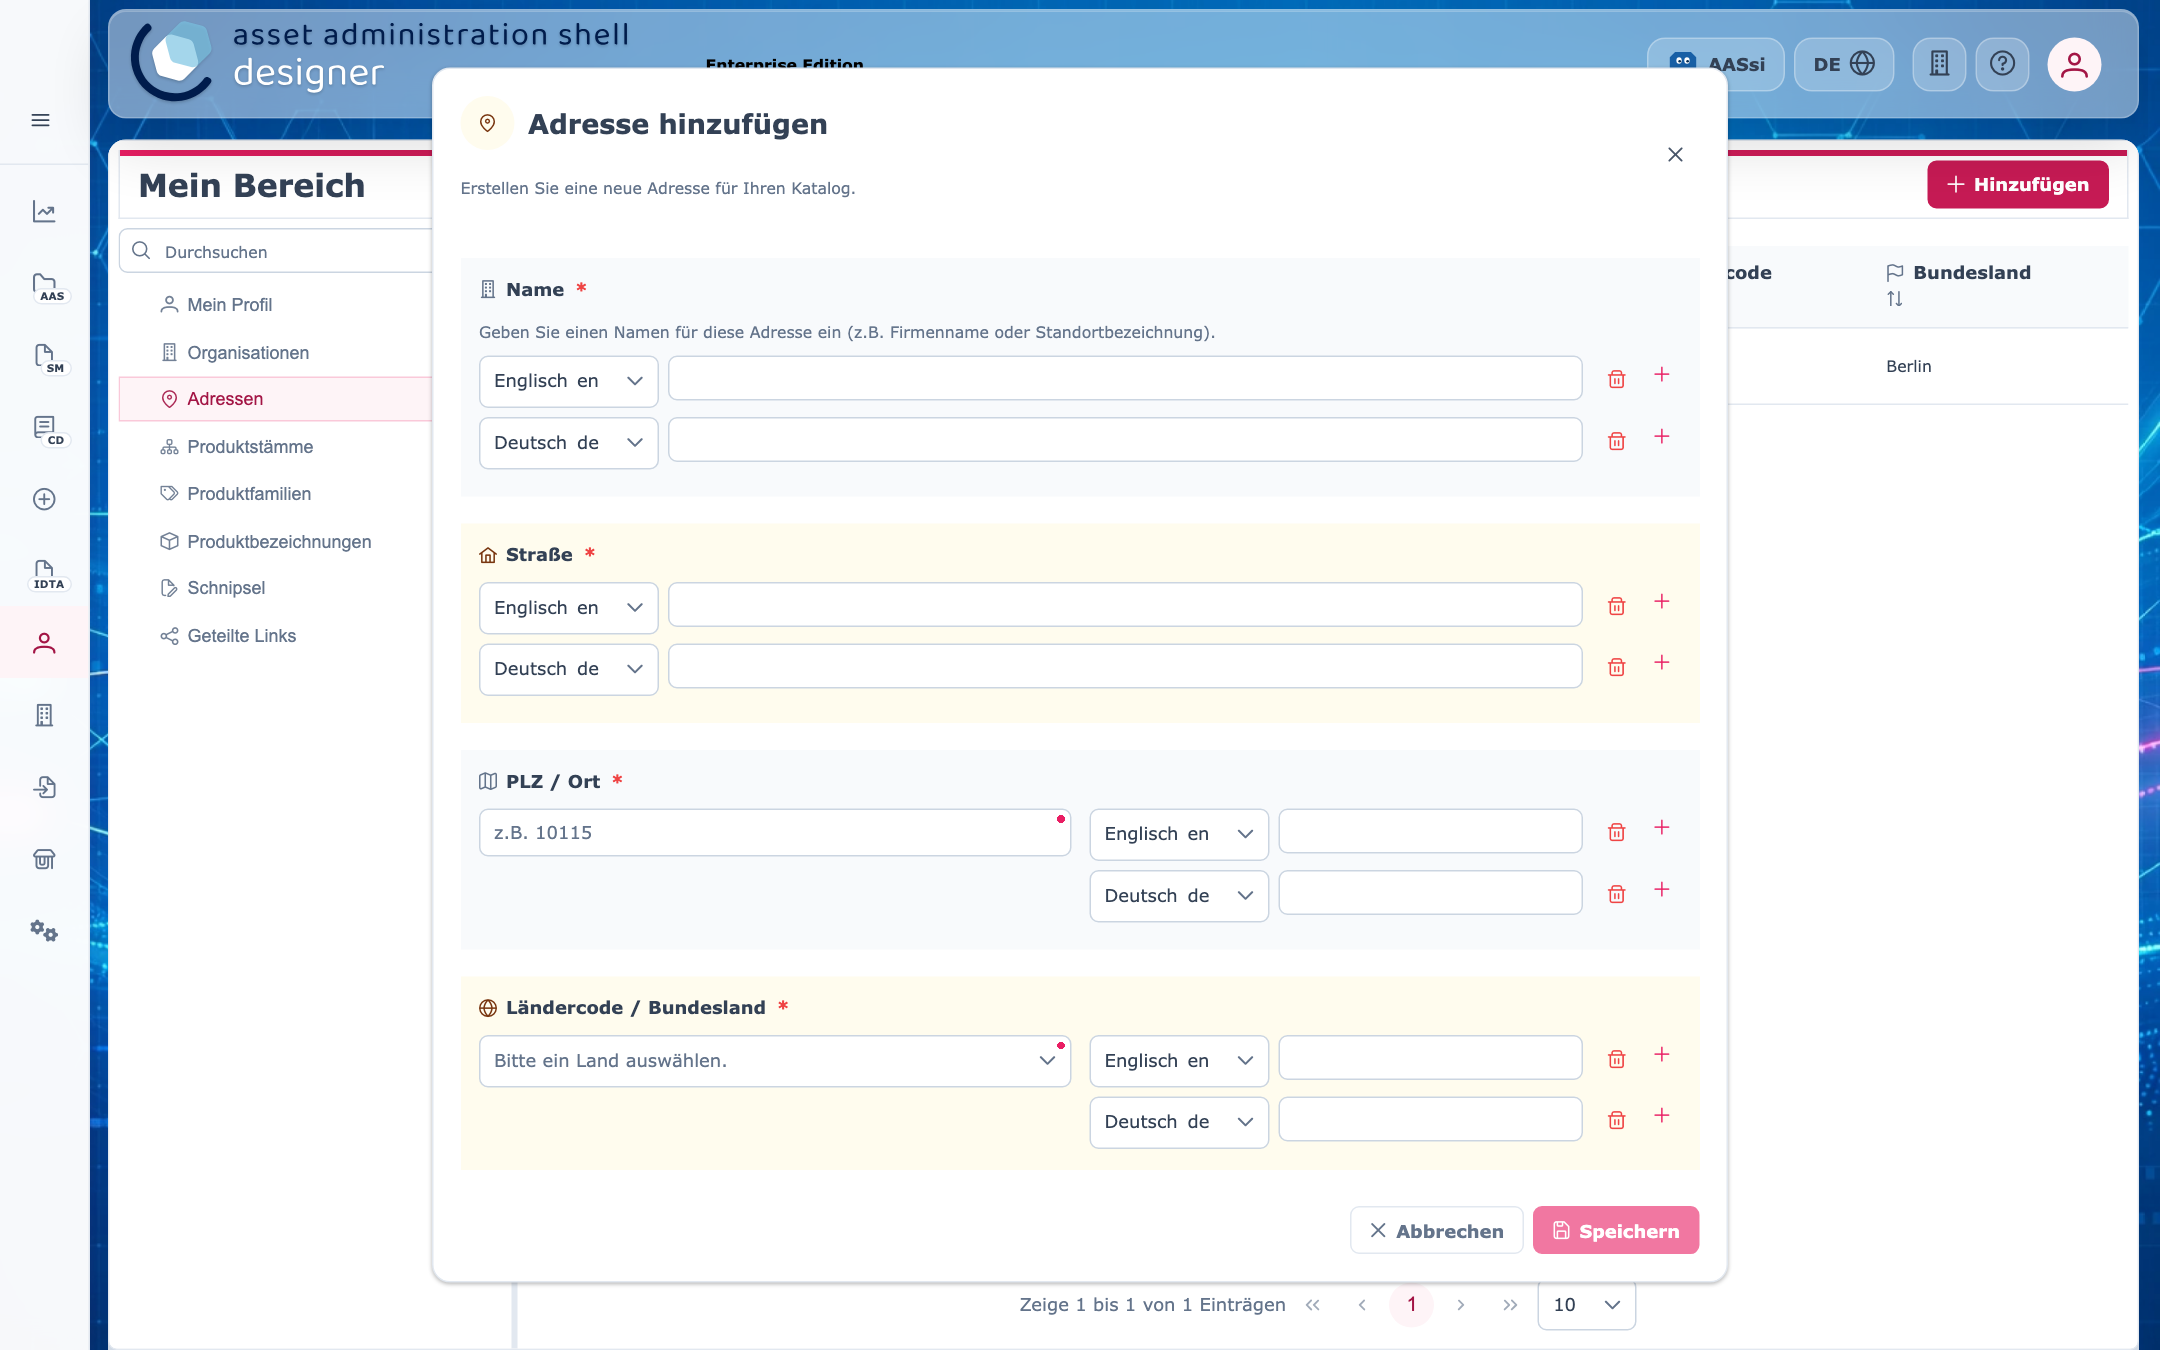 asset administration shell
designer
Enterprise Edition
AASsi
DE
Mein Bereich
Hinzufügen
Durchsuchen
Mein Profil
Organisationen
Adressen
Produktstämme
Produktfamilien
Produktbezeichnungen
Schnipsel
Geteilte Links
AAS
SM
CD
IDTA
Adresse hinzufügen
Erstellen Sie eine neue Adresse für Ihren Katalog.
Name *
Geben Sie einen Namen für diese Adresse ein (z.B. Firmenname oder Standortbezeichnung).
Englisch en
Deutsch de
Straße *
Englisch en
Deutsch de
PLZ / Ort *
z.B. 10115
Englisch en
Deutsch de
Ländercode / Bundesland *
Bitte ein Land auswählen.
Englisch en
Deutsch de
Abbrechen
Speichern
code
Bundesland
Berlin
Zeige 1 bis 1 von 1 Einträgen
1
10